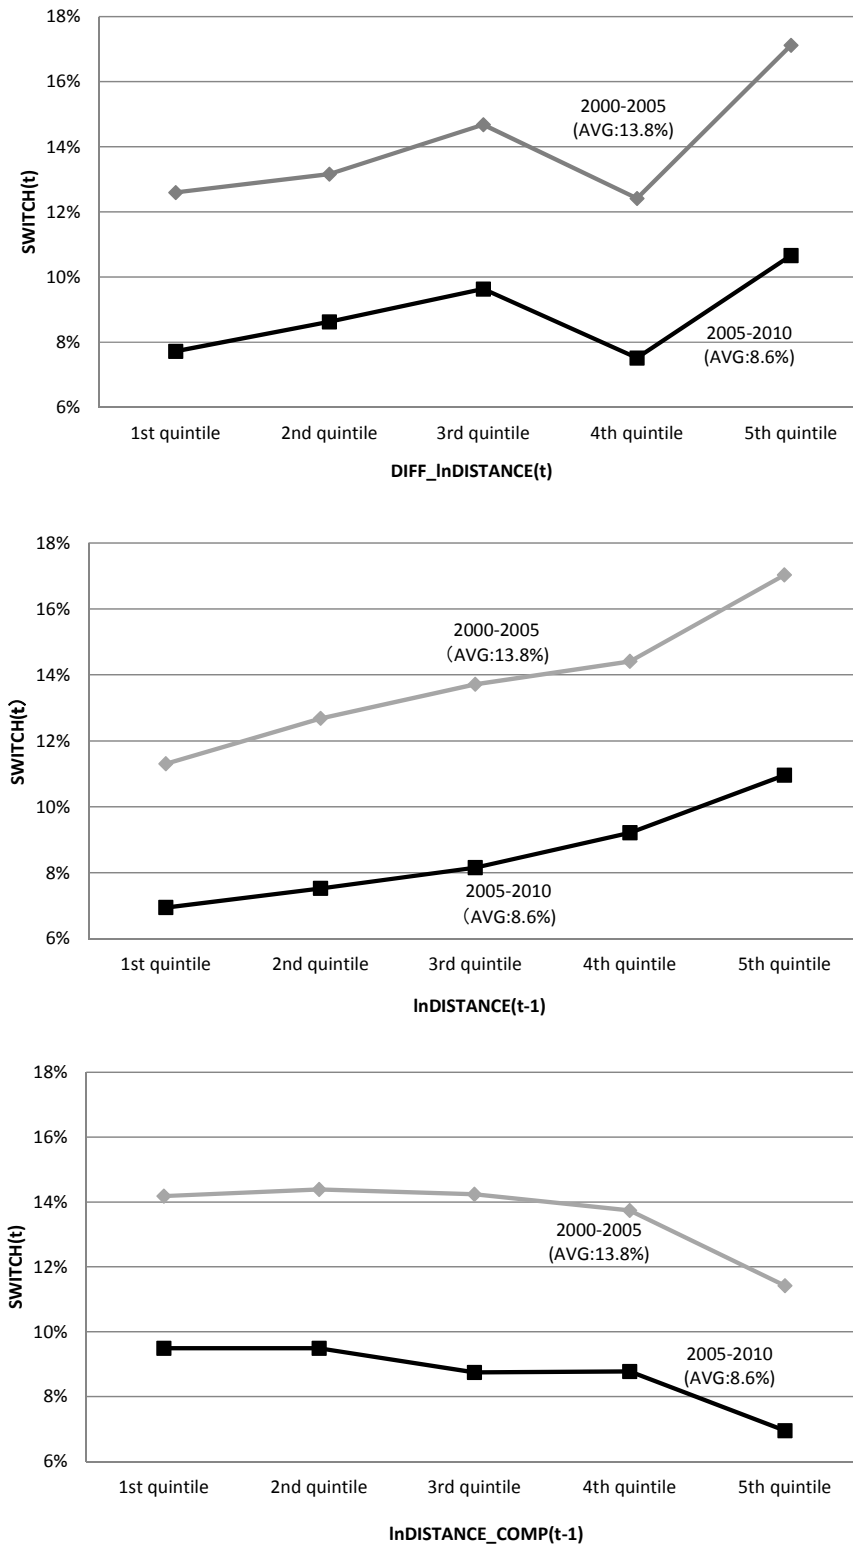 18%
16%
14%
12%
10%
8%
6%
SWITCH(t)
2000-2005
(AVG:13.8%)
2005-2010
(AVG:8.6%)
1st quintile 2nd quintile 3rd quintile 4th quintile 5th quintile
DIFF_lnDISTANCE(t)
18%
16%
14%
12%
10%
8%
6%
SWITCH(t）
2000-2005
（AVG:13.8%)
2005-2010
（AVG:8.6%)
1st quintile 2nd quintile 3rd quintile 4th quintile 5th quintile
lnDISTANCE(t-1)
18%
16%
14%
12%
10%
8%
6%
SWITCH(t)
2000-2005
(AVG:13.8%)
2005-2010
(AVG:8.6%)
1st quintile 2nd quintile 3rd quintile 4th quintile 5th quintile
lnDISTANCE_COMP(t-1)